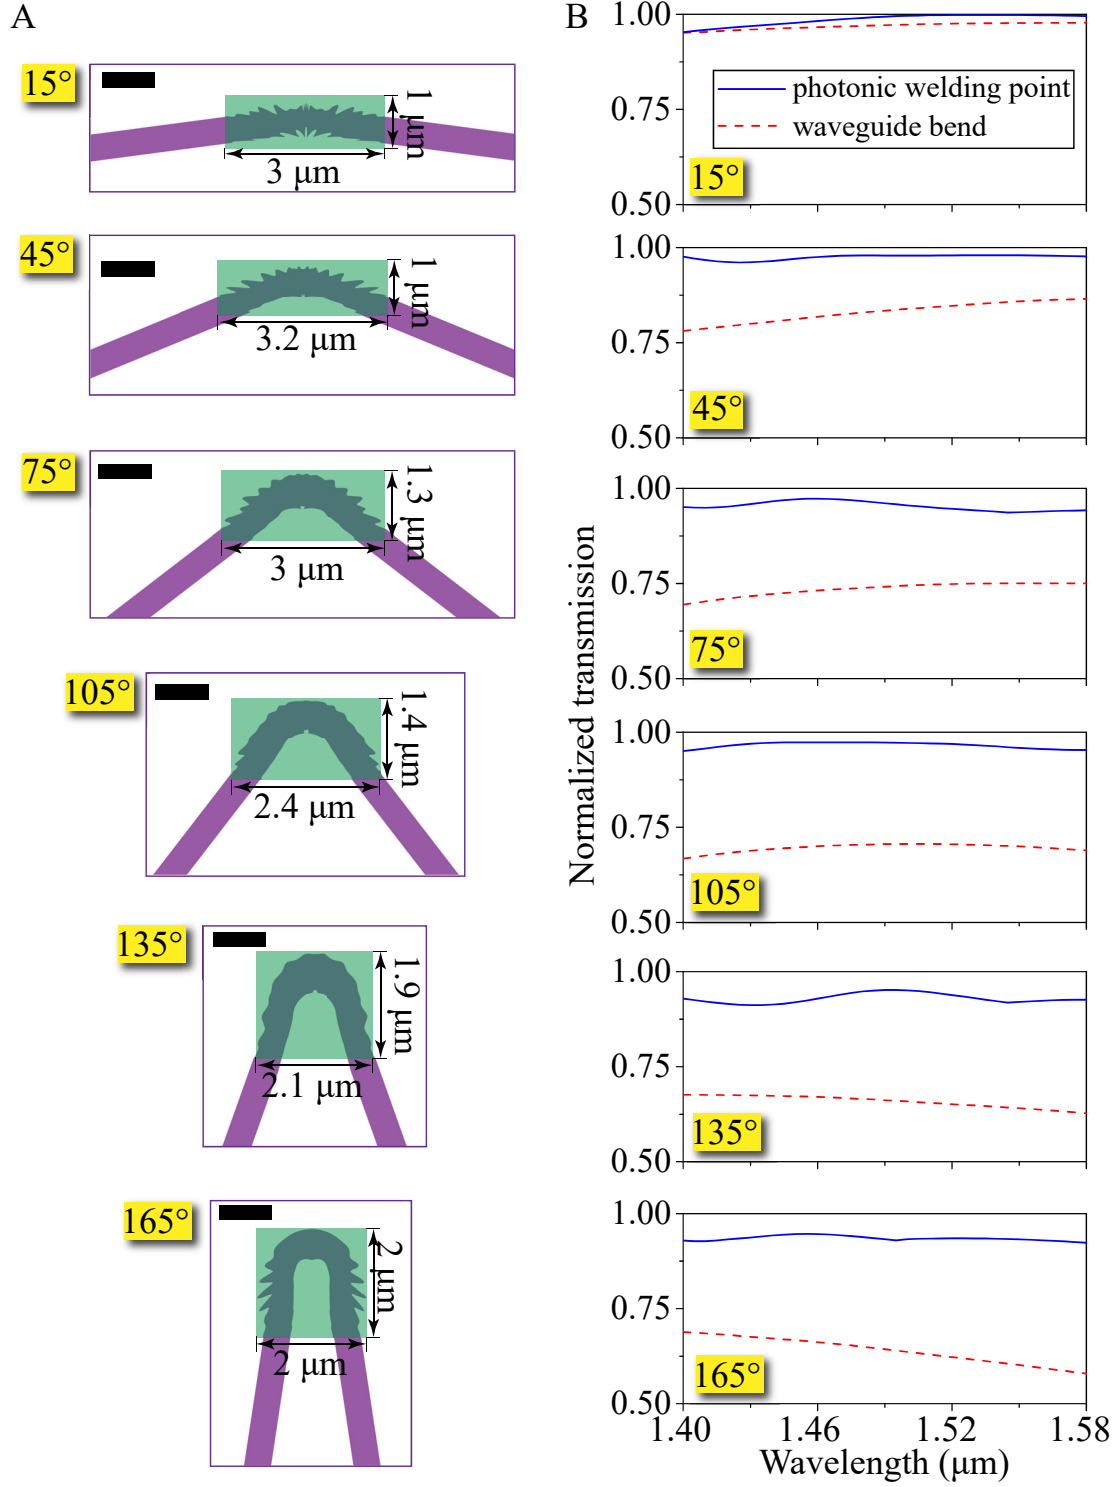 A
15°
1 μm
3 μm
45°
1 μm
3.2 μm
75°
1.3 μm
3 μm
105°
1.4 μm
2.4 μm
135°
1.9 μm
2.1 μm
165°
2 μm
2 μm
B
Normalized transmission
1.00
0.75
0.50
photonic welding point
waveguide bend
15°
1.00
0.75
0.50
45°
1.00
0.75
0.50
75°
1.00
0.75
0.50
105°
1.00
0.75
0.50
135°
1.00
0.75
0.50
165°
1.40 1.46 1.52 1.58
Wavelength (μm)